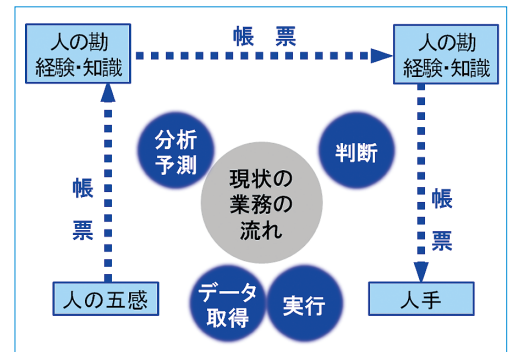 人の勘
経験・知識
帳 票
人の勘
経験・知識
分析
予測
判断
現状の
業務の
流れ
帳
票
帳
票
人の五感
データ
取得
実行
人手